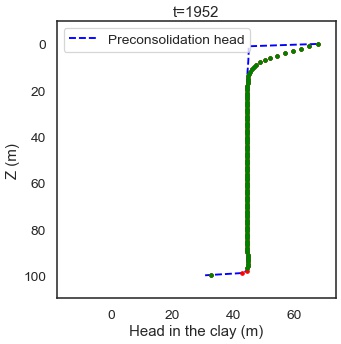 t=1952
Preconsolidation head
0
20
40
60
80
100
Z (m)
0 20 40 60
Head in the clay (m)